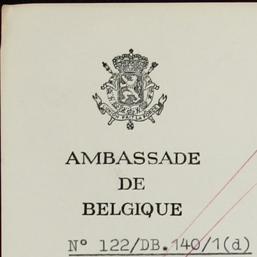 AMBASSADE
DE
BELGIQUE
N° 122/DB.140/1(d)